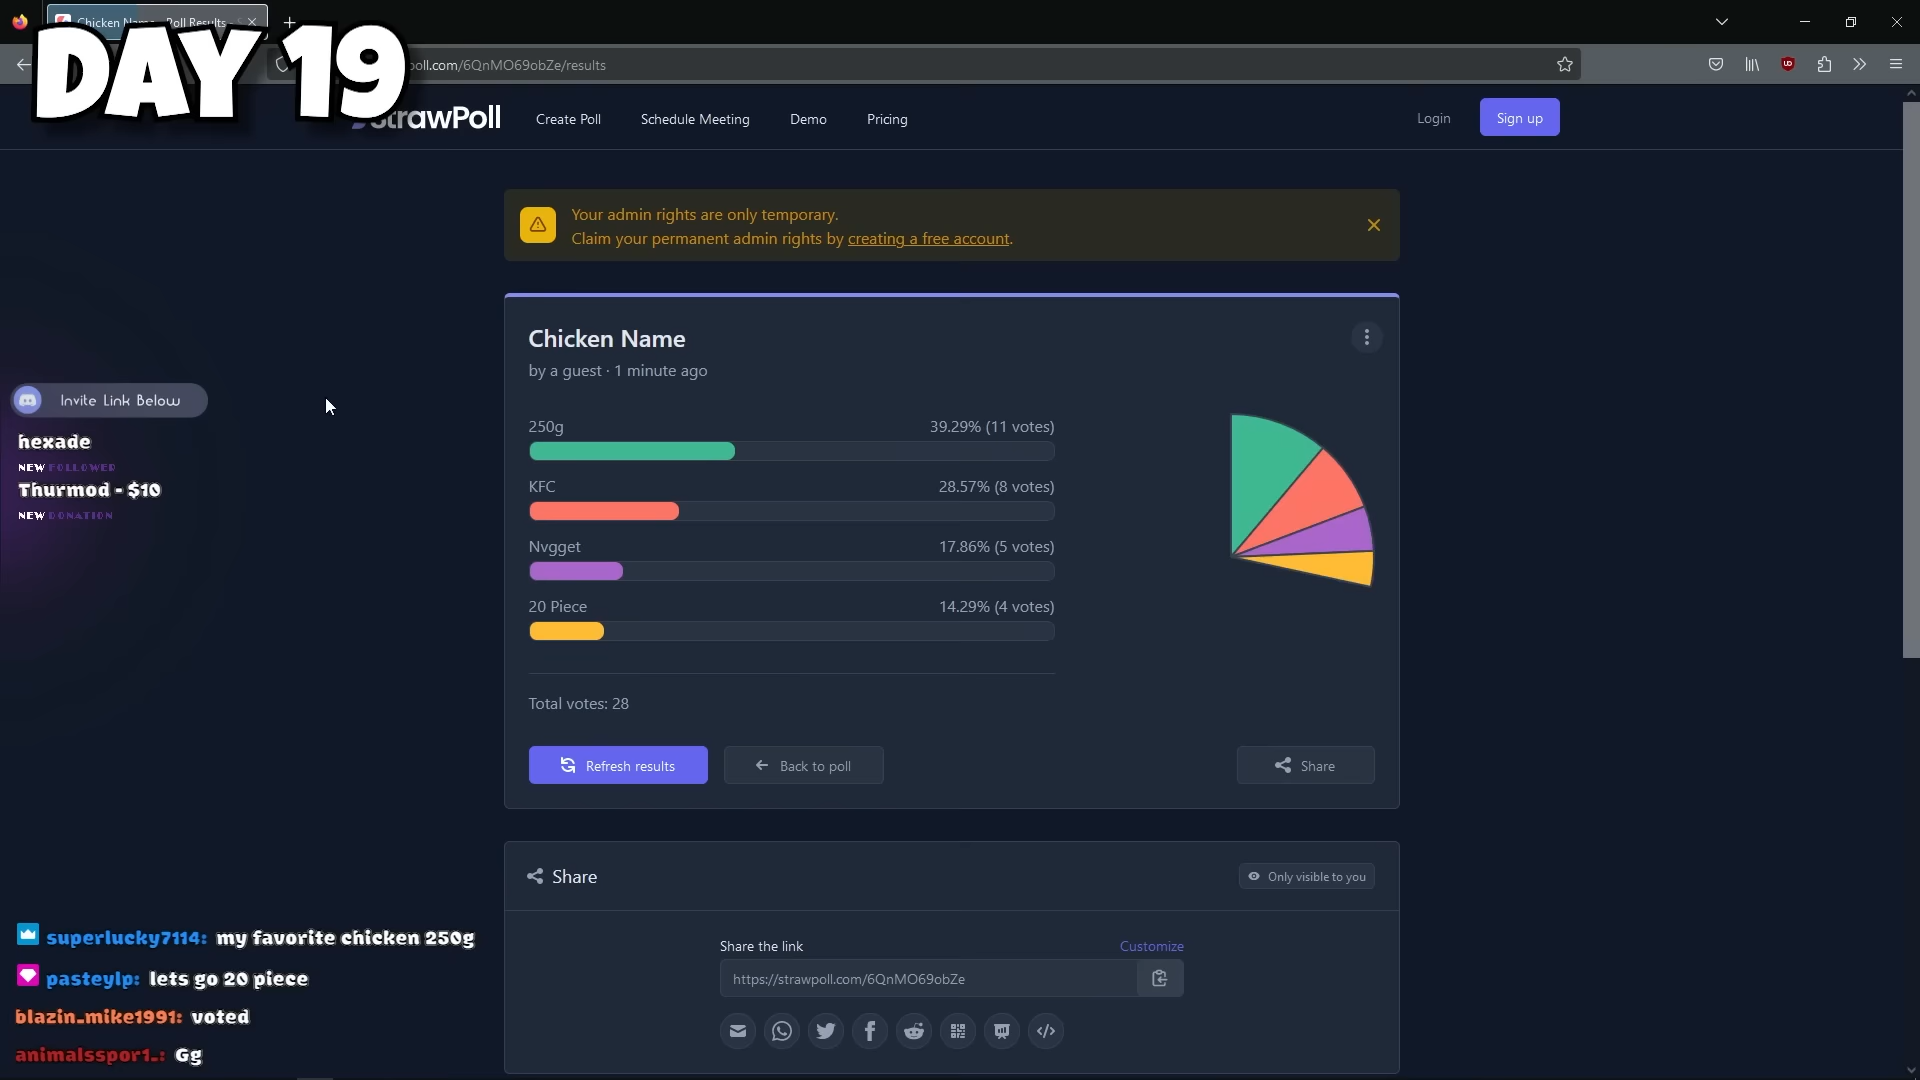 Chicken Name - Poll Results -
DAY 19
poll.com/6QnMO69obZe/results
StrawPoll
Create Poll
Schedule Meeting
Demo
Pricing
Login
Sign up
Your admin rights are only temporary.
Claim your permanent admin rights by creating a free account.
Chicken Name
by a guest · 1 minute ago
250g
39.29% (11 votes)
KFC
28.57% (8 votes)
Nvgget
17.86% (5 votes)
20 Piece
14.29% (4 votes)
Total votes: 28
Refresh results
Back to poll
Share
Share
Only visible to you
Share the link
Customize
https://strawpoll.com/6QnMO69obZe
Invite Link Below
hexade
NEW FOLLOWER
Thurmod - $10
NEW DONATION
superlucky7114: my favorite chicken 250g
pasteylp: lets go 20 piece
blazin_mike1991: voted
animalsspor1_: Gg